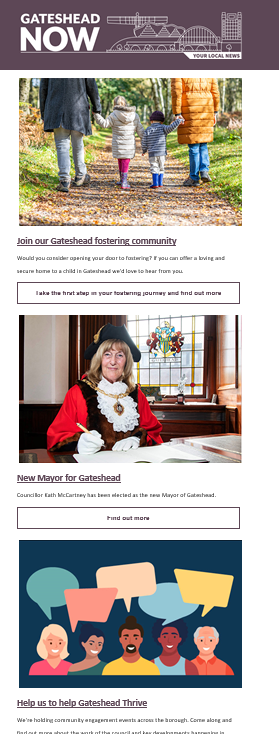 GATESHEAD
NOW
YOUR LOCAL NEWS
Join our Gateshead fostering community
Would you consider opening your door to fostering? If you can offer a loving and
secure home to a child in Gateshead we'd love to hear from you.
Take the first step in your fostering journey and find out more
New Mayor for Gateshead
Councillor Kath McCartney has been elected as the new Mayor of Gateshead.
Find out more
Help us to help Gateshead Thrive
We're holding community engagement events across the borough. Come along and
find out more about the work of the council and key developments happening in